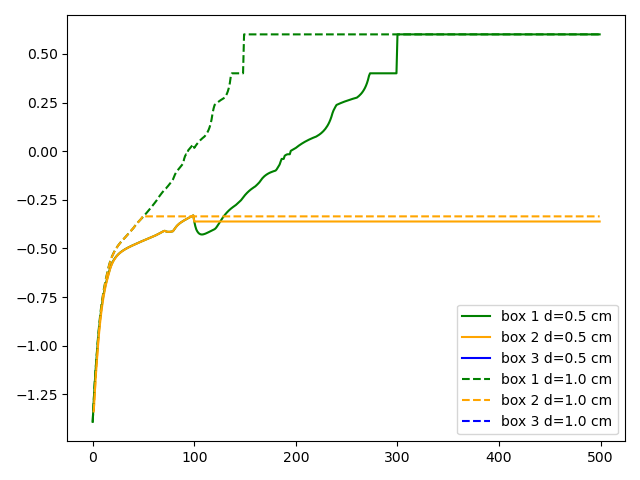 0.50
0.25
0.00
−0.25
−0.50
−0.75
−1.00
−1.25
0 100 200 300 400 500
box 1 d=0.5 cm
box 2 d=0.5 cm
box 3 d=0.5 cm
box 1 d=1.0 cm
box 2 d=1.0 cm
box 3 d=1.0 cm